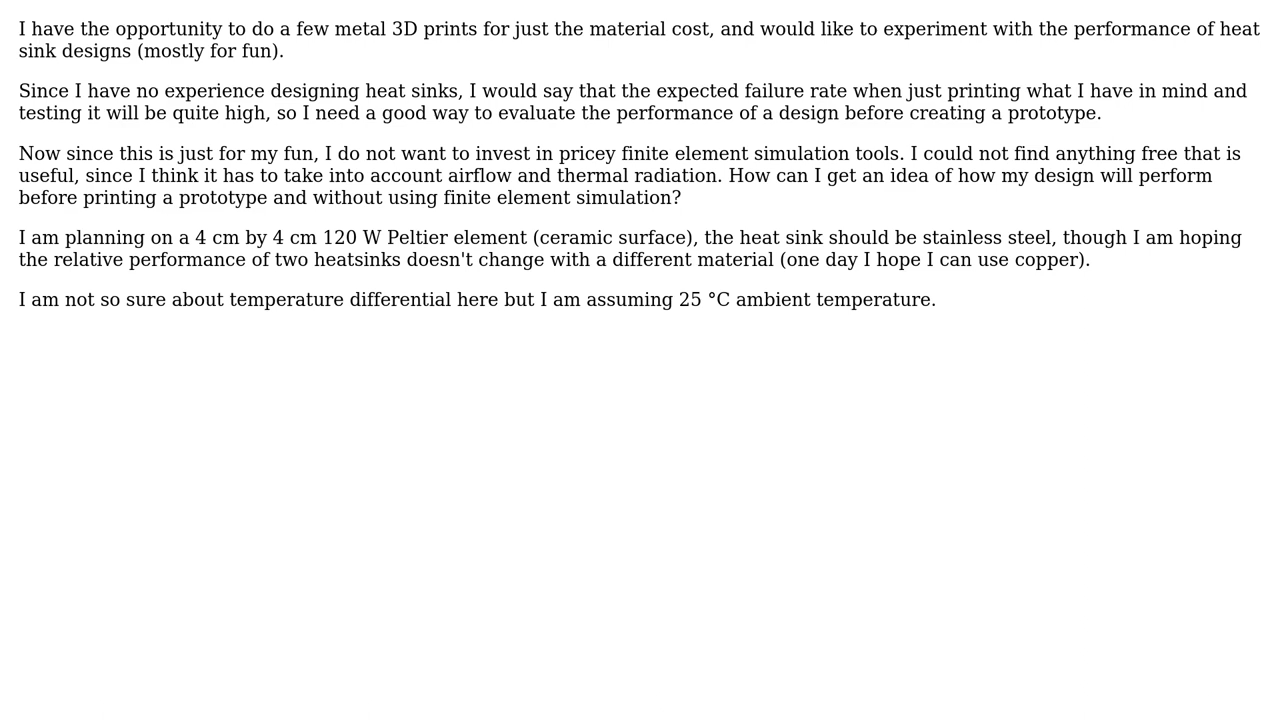 I have the opportunity to do a few metal 3D prints for just the material cost, and would like to experiment with the performance of heat
sink designs (mostly for fun).
Since I have no experience designing heat sinks, I would say that the expected failure rate when just printing what I have in mind and
testing it will be quite high, so I need a good way to evaluate the performance of a design before creating a prototype.
Now since this is just for my fun, I do not want to invest in pricey finite element simulation tools. I could not find anything free that is
useful, since I think it has to take into account airflow and thermal radiation. How can I get an idea of how my design will perform
before printing a prototype and without using finite element simulation?
I am planning on a 4 cm by 4 cm 120 W Peltier element (ceramic surface), the heat sink should be stainless steel, though I am hoping
the relative performance of two heatsinks doesn't change with a different material (one day I hope I can use copper).
I am not so sure about temperature differential here but I am assuming 25 °C ambient temperature.